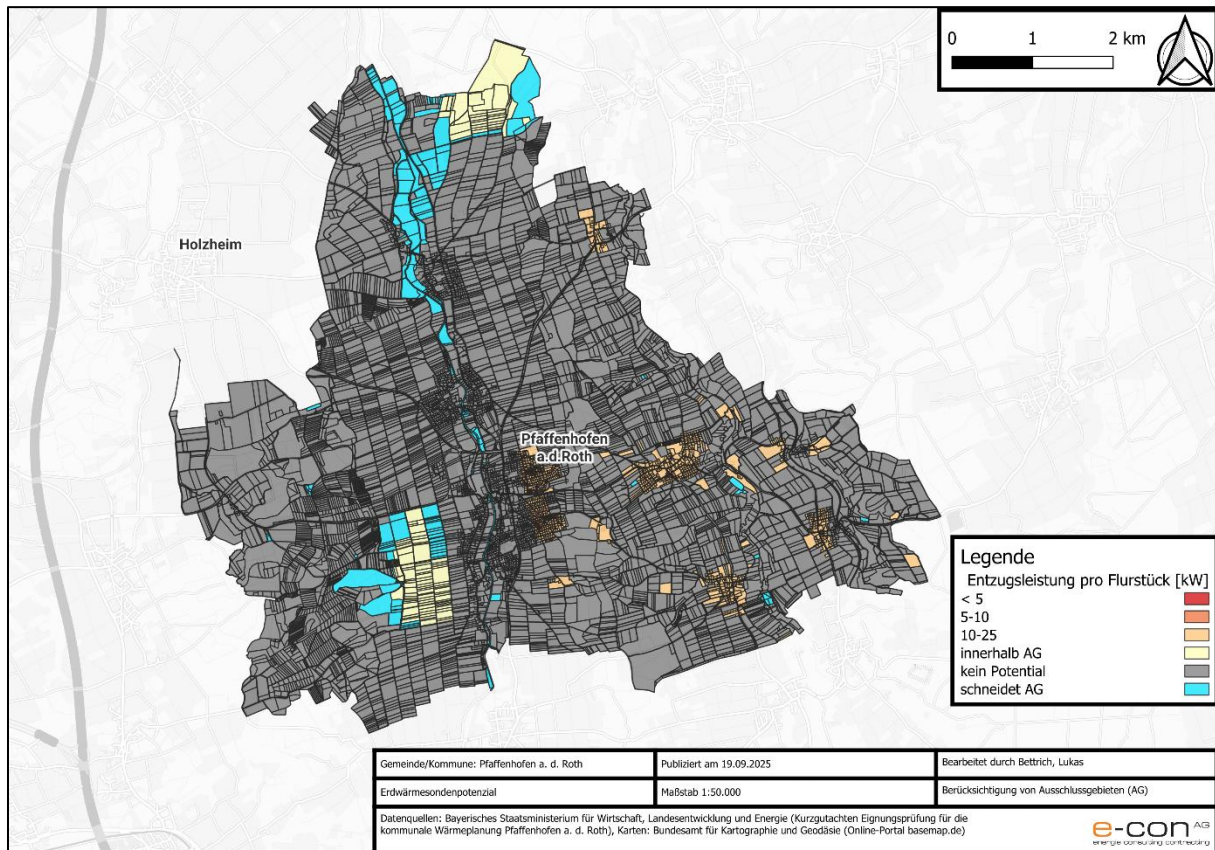 0 1 2 km
Holzheim
Pfaffenhofen
a.d.Roth
Legende
Entzugsleistung pro Flurstück [kW]
< 5
5-10
10-25
innerhalb AG
kein Potential
schneidet AG
Gemeinde/Kommune: Pfaffenhofen a. d. Roth
Publiziert am 19.09.2025
Bearbeitet durch Bettrich, Lukas
Erdwärmesondenpotenzial
Maßstab 1:50.000
Berücksichtigung von Ausschlussgebieten (AG)
Datenquellen: Bayerisches Staatsministerium für Wirtschaft, Landesentwicklung und Energie (Kurzgutachten Eignungsprüfung für die
kommunale Wärmeplanung Pfaffenhofen a. d. Roth), Karten: Bundesamt für Kartographie und Geodäsie (Online-Portal basemap.de)
e-con AG
energie consulting contracting